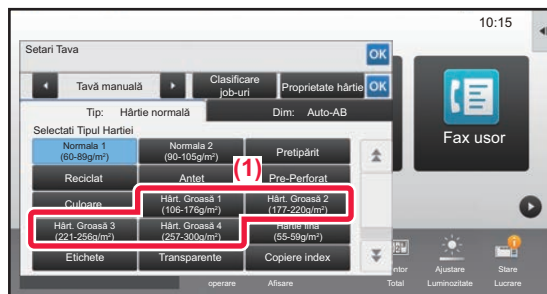 10:15
Setari Tava
OK
Tavă manuală
Clasificare
job-uri
Proprietate hârtie
OK
Tip: Hârtie normală
Dim: Auto-AB
Selectati Tipul Hartiei
Normala 1
(60-89g/m²)
Normala 2
(90-105g/m²)
Pretipărit
(1)
Reciclat
Antet
Pre-Perforat
Culoare
Hârt. Groasă 1
(106-176g/m²)
Hârt. Groasă 2
(177-220g/m²)
Hârt. Groasă 3
(221-256g/m²)
Hârt. Groasă 4
(257-300g/m²)
Hartie fina
(55-59g/m²)
Etichete
Transparente
Copiere index
Fax usor
operare
Afisare
Total
Ajustare
Luminozitate
Stare
Lucrare